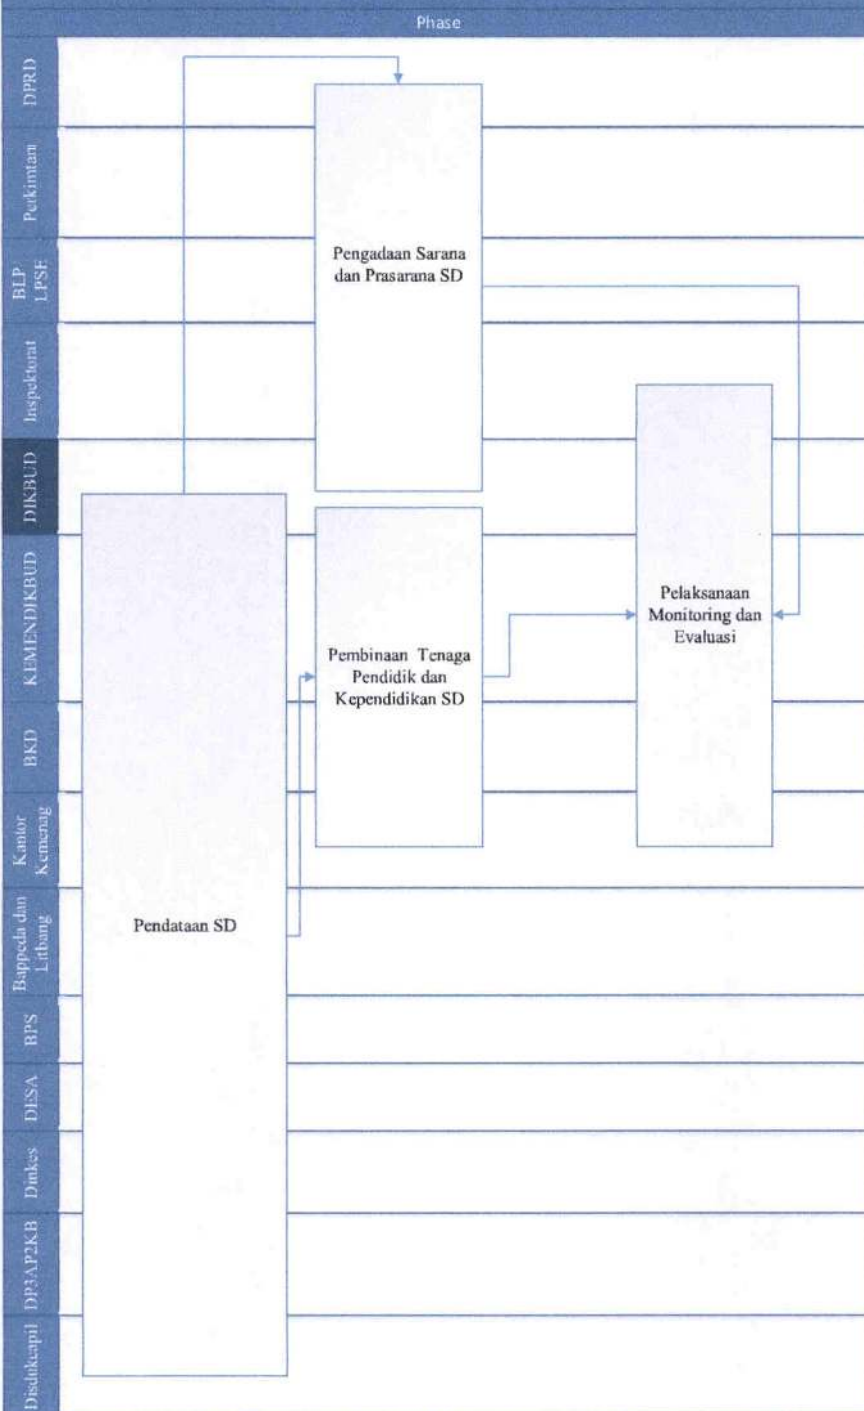 Phase
DPRD
Perkimtam
BLP
LPSE
Inspektorat
DIKBUD
KEMENDIKBUD
BKD
Kantor
Kemenag
Bappeda dan
Litbang
BPS
DESA
Dinkes
DP3AP2KB
Disdukcapil
Pengadaan Sarana
dan Prasarana SD
Pembinaan Tenaga
Pendidik dan
Kependidikan SD
Pelaksanaan
Monitoring dan
Evaluasi
Pendataan SD